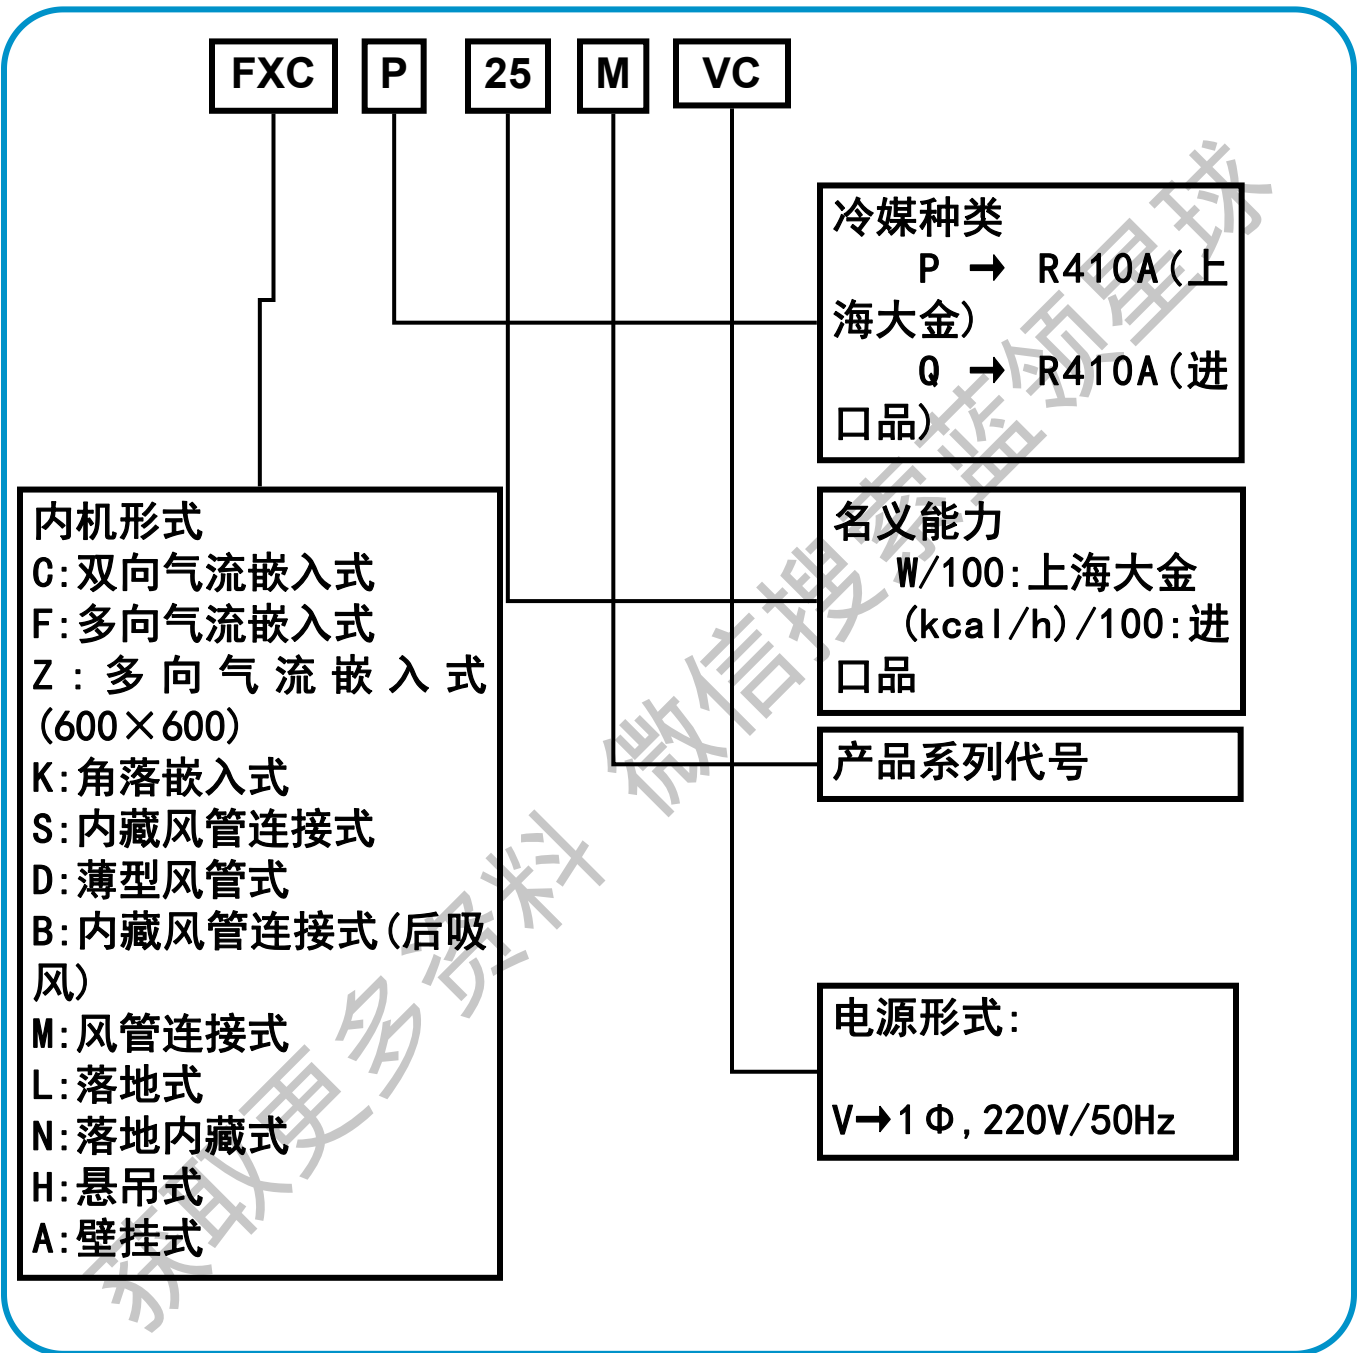 FXC P 25 M VC
冷媒种类
P → R410A(上
海大金)
Q → R410A(进
口品)
内机形式
C:双向气流嵌入式
F:多向气流嵌入式
Z:多向气流嵌入式
(600×600)
K:角落嵌入式
S:内藏风管连接式
D:薄型风管式
B:内藏风管连接式(后吸
风)
M:风管连接式
L:落地式
N:落地内藏式
H:悬吊式
A:壁挂式
名义能力
W/100:上海大金
(kcal/h)/100:进
口品
产品系列代号
电源形式:
V→1Φ,220V/50Hz
获取更多资料 微信搜索蓝领星球